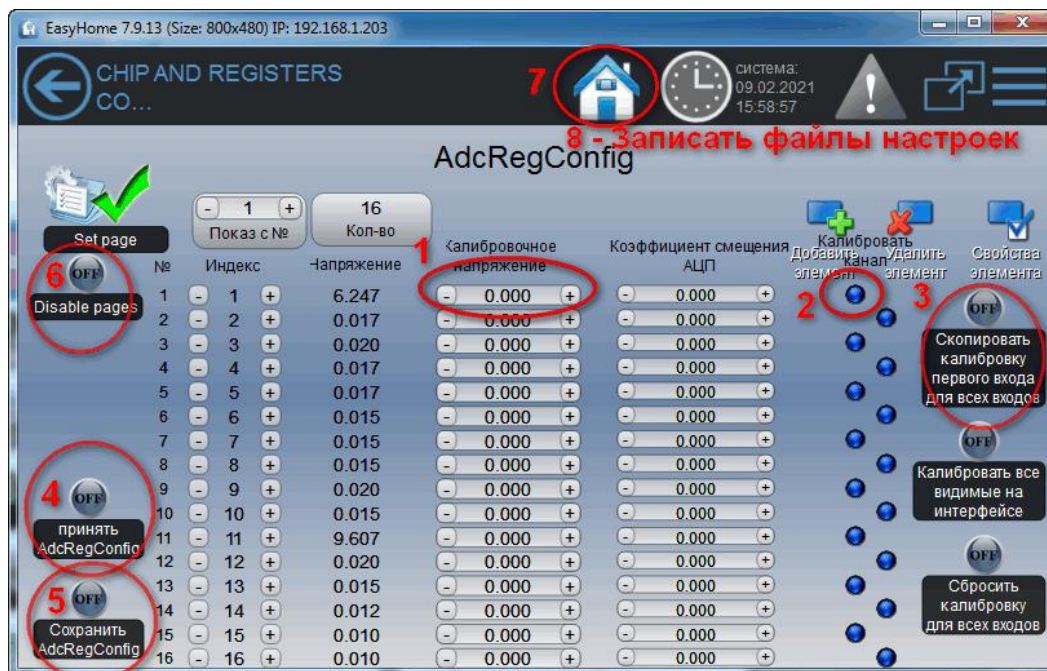 EasyHome 7.9.13 (Size: 800x480) IP: 192.168.1.203
CHIP AND REGISTERS
CO...
7
система:
09.02.2021
15:58:57
8 - Записать файлы настроек
AdcRegConfig
Set page
- 1 +
Показ с №
16
Кол-во
1
Добавить
элемент
Удалить
элемент
Свойства
элемента
№
Индекс
Напряжение
Калибровочное
напряжение
Коэффициент смещения
АЦП
Калибровать
канал
6
OFF
Disable pages
2
3
OFF
Скопировать
калибровку
первого входа
для всех входов
1 - 1 + 6.247 - 0.000 + - 0.000 +
2 - 2 + 0.017 - 0.000 + - 0.000 +
3 - 3 + 0.020 - 0.000 + - 0.000 +
4 - 4 + 0.017 - 0.000 + - 0.000 +
5 - 5 + 0.017 - 0.000 + - 0.000 +
6 - 6 + 0.015 - 0.000 + - 0.000 +
7 - 7 + 0.015 - 0.000 + - 0.000 +
8 - 8 + 0.015 - 0.000 + - 0.000 +
9 - 9 + 0.020 - 0.000 + - 0.000 +
10 - 10 + 0.015 - 0.000 + - 0.000 +
11 - 11 + 9.607 - 0.000 + - 0.000 +
12 - 12 + 0.020 - 0.000 + - 0.000 +
13 - 13 + 0.015 - 0.000 + - 0.000 +
14 - 14 + 0.012 - 0.000 + - 0.000 +
15 - 15 + 0.010 - 0.000 + - 0.000 +
16 - 16 + 0.010 - 0.000 + - 0.000 +
OFF
Калибровать все
видимые на
интерфейсе
4
OFF
принять
AdcRegConfig
OFF
Сбросить
калибровку
для всех входов
5
OFF
Сохранить
AdcRegConfig